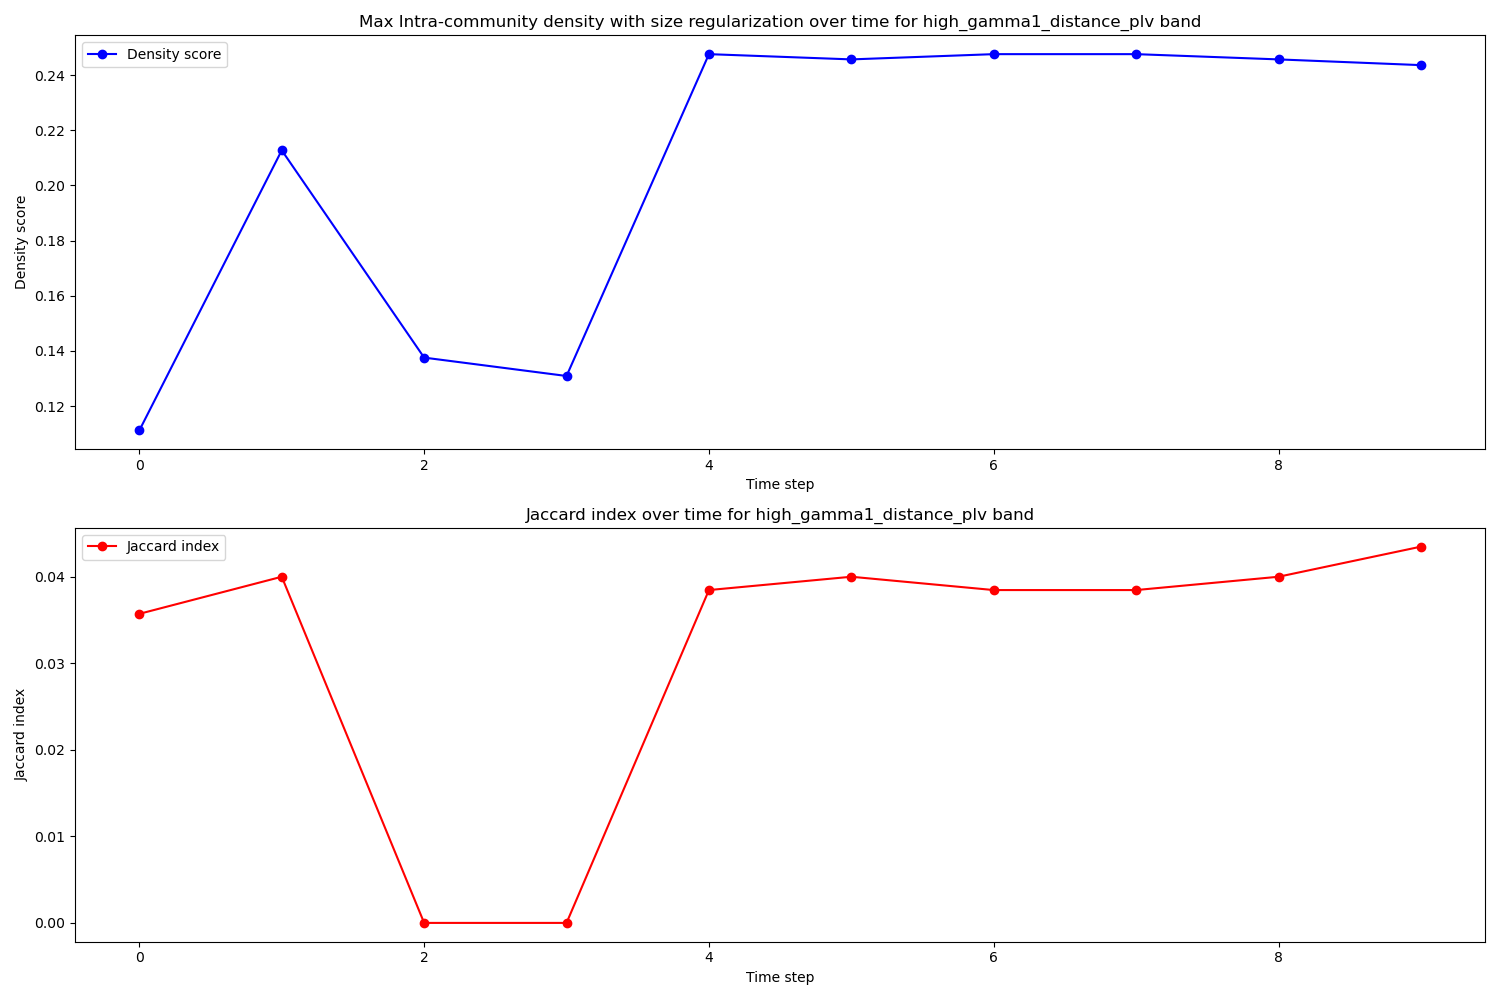 Max Intra-community density with size regularization over time for high_gamma1_distance_plv band
Density score
Density score
0.24
0.22
0.20
0.18
0.16
0.14
0.12
0 2 4 6 8
Time step
Jaccard index over time for high_gamma1_distance_plv band
Jaccard index
Jaccard index
0.04
0.03
0.02
0.01
0.00
0 2 4 6 8
Time step